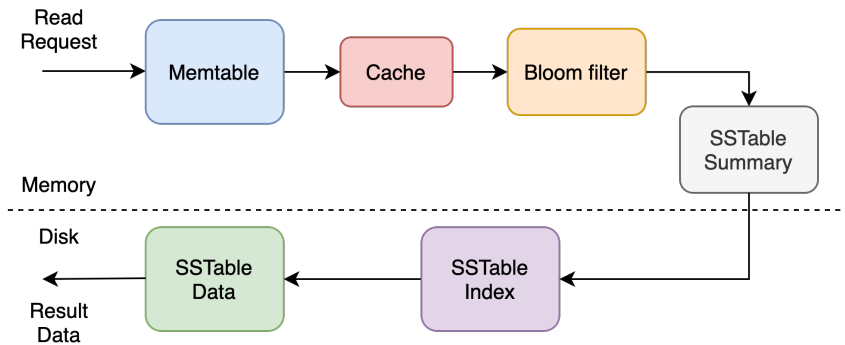 Read
Request
Memtable
Cache
Bloom filter
SSTable
Summary
Memory
Disk
SSTable
Data
SSTable
Index
Result
Data